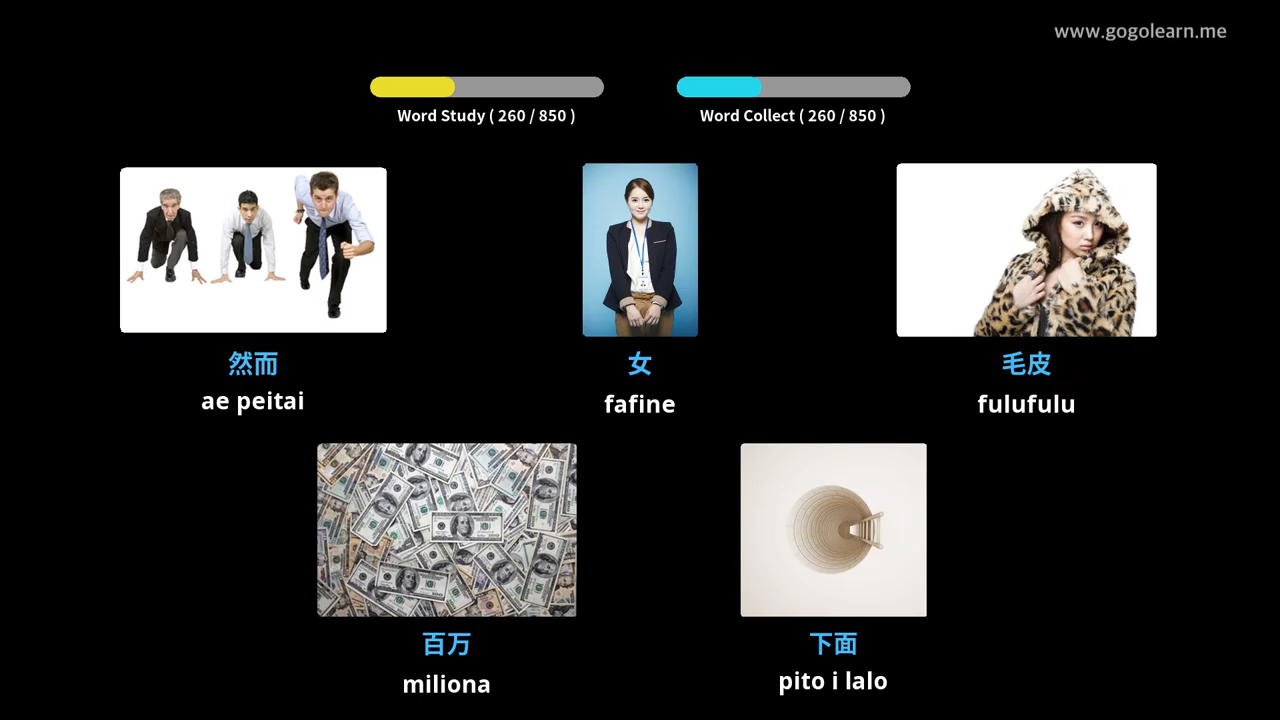 www.gogolearn.me
Word Study ( 260 / 850 )
Word Collect ( 260 / 850 )
然而
ae peitai
女
fafine
毛皮
fulufulu
百万
miliona
下面
pito i lalo